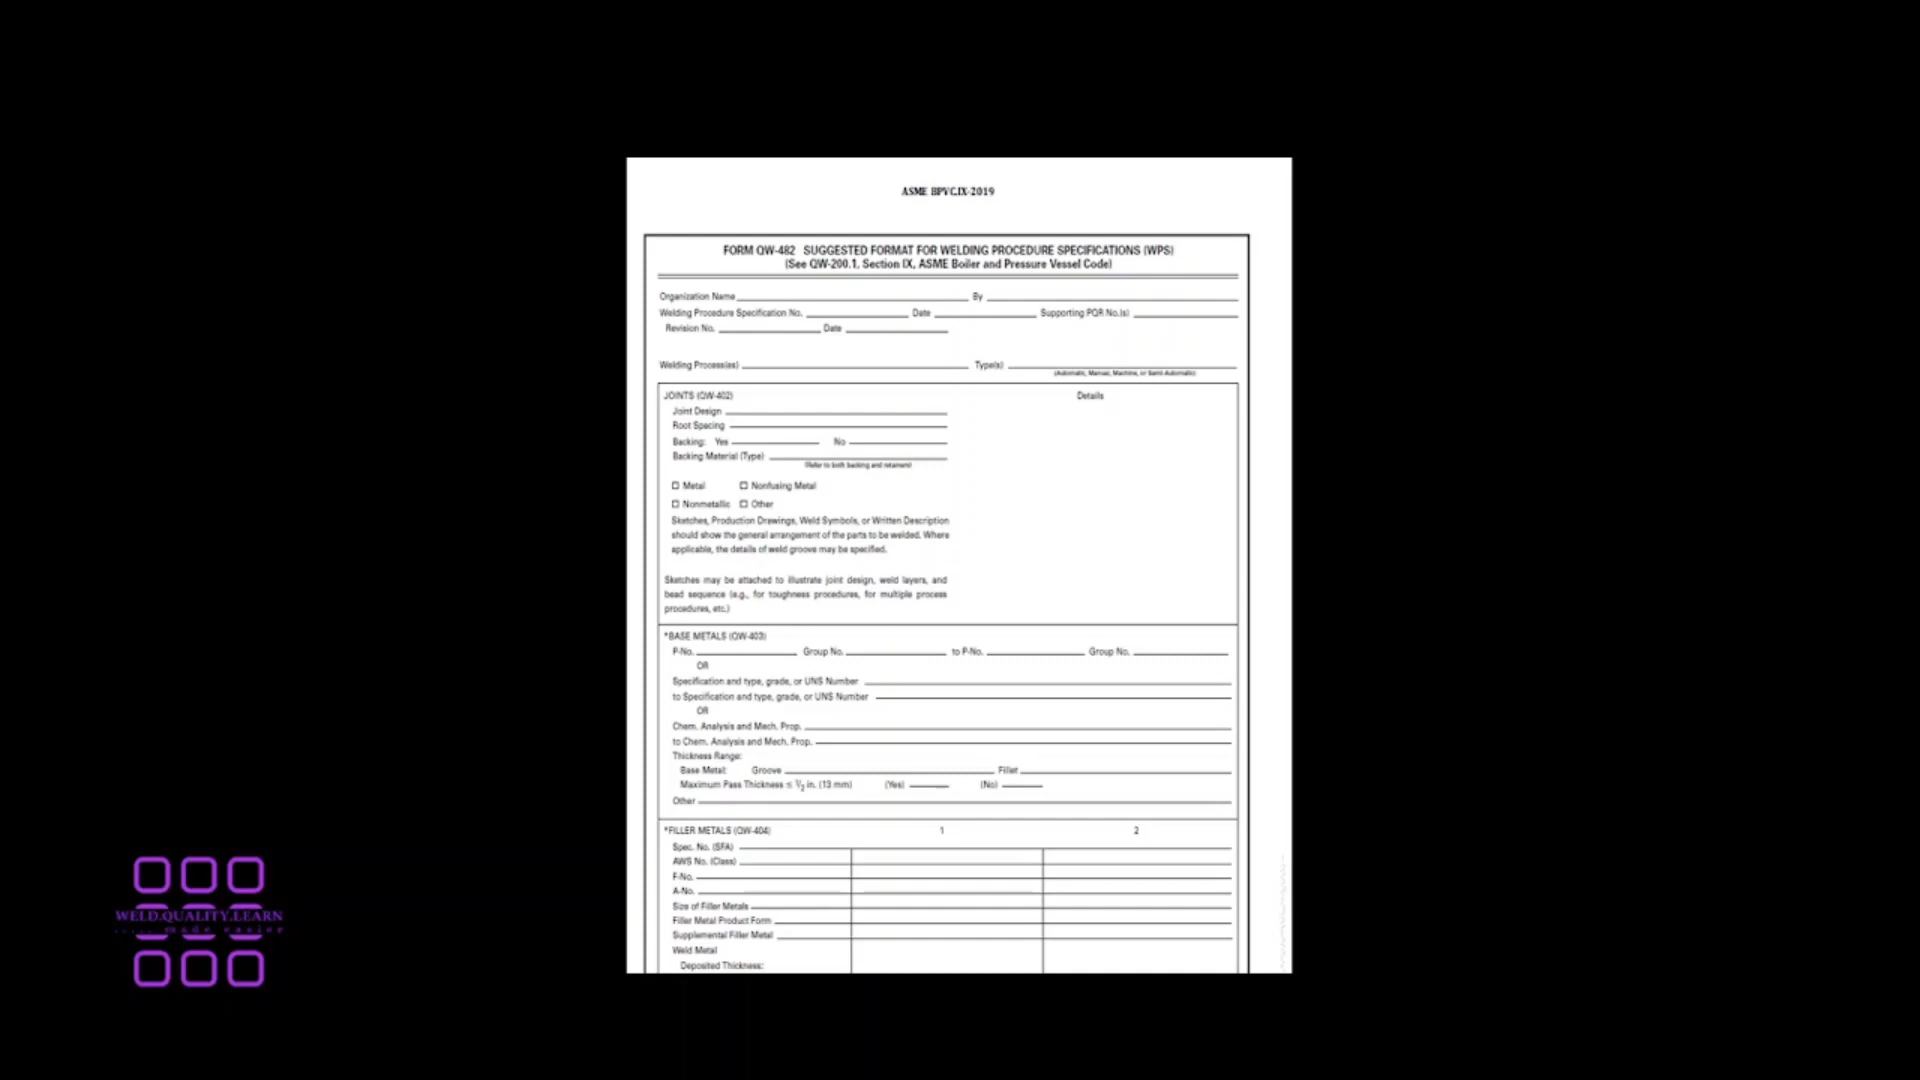 ASME BPVC.IX-2019
FORM QW-482 SUGGESTED FORMAT FOR WELDING PROCEDURE SPECIFICATIONS (WPS)
(See QW-200.1, Section IX, ASME Boiler and Pressure Vessel Code)
Organization Name By
Welding Procedure Specification No. Date Supporting PQR No.(s)
Revision No. Date
Welding Process(es) Type(s)
(Automatic, Manual, Machine, or Semi-Automatic)
JOINTS (QW-402) Details
Joint Design
Root Spacing
Backing: Yes No
Backing Material (Type)
(Refer to both backing and retainers)
☐ Metal ☐ Nonfusing Metal
☐ Nonmetallic ☐ Other
Sketches, Production Drawings, Weld Symbols, or Written Description
should show the general arrangement of the parts to be welded. Where
applicable, the details of weld groove may be specified.
Sketches may be attached to illustrate joint design, weld layers, and
bead sequence (e.g., for toughness procedures, for multiple process
procedures, etc.)
*BASE METALS (QW-403)
P-No. Group No. to P-No. Group No.
OR
Specification and type, grade, or UNS Number
to Specification and type, grade, or UNS Number
OR
Chem. Analysis and Mech. Prop.
to Chem. Analysis and Mech. Prop.
Thickness Range:
Base Metal: Groove Fillet
Maximum Pass Thickness ≤ 1/2 in. (13 mm) (Yes) (No)
Other
*FILLER METALS (QW-404) 1 2
Spec. No. (SFA)
AWS No. (Class)
F-No.
A-No.
Size of Filler Metals
Filler Metal Product Form
Supplemental Filler Metal
Weld Metal
Deposited Thickness:
WELD.QUALITY.LEARN
..... made easier